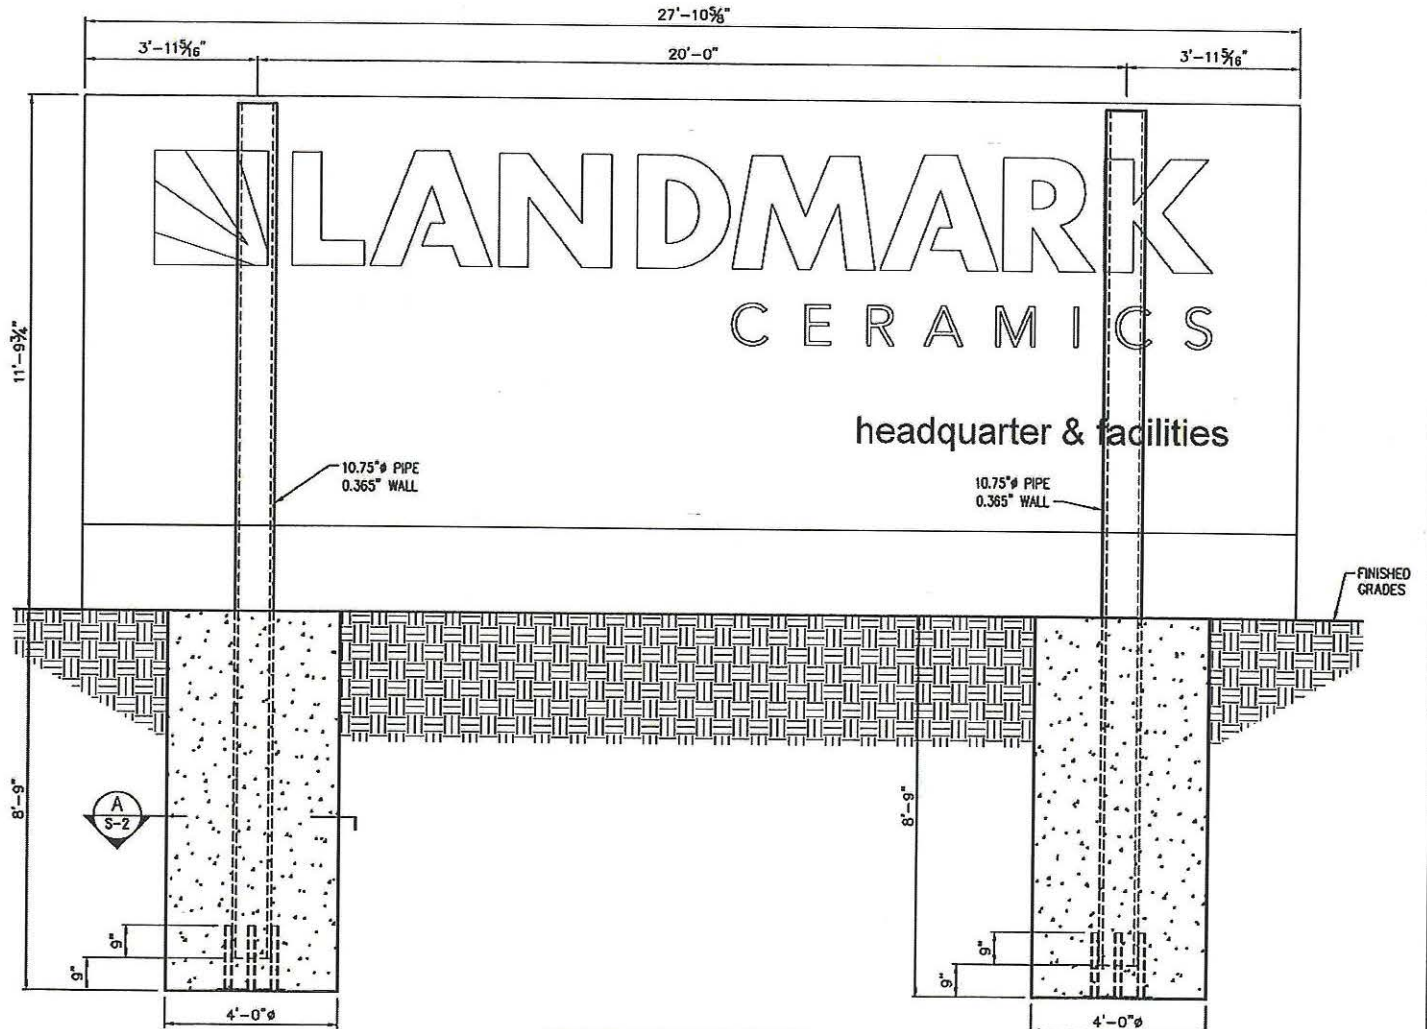 27'-10⅝"
3'-11⁵⁄₁₆"
20'-0"
3'-11⁵⁄₁₆"
11'-9¾"
LANDMARK
CERAMICS
headquarter & facilities
10.75"ø PIPE
0.365" WALL
10.75"ø PIPE
0.365" WALL
FINISHED
GRADES
8'-9"
A
S-2
8'-9"
9"
9"
9"
9"
4'-0"ø
4'-0"ø